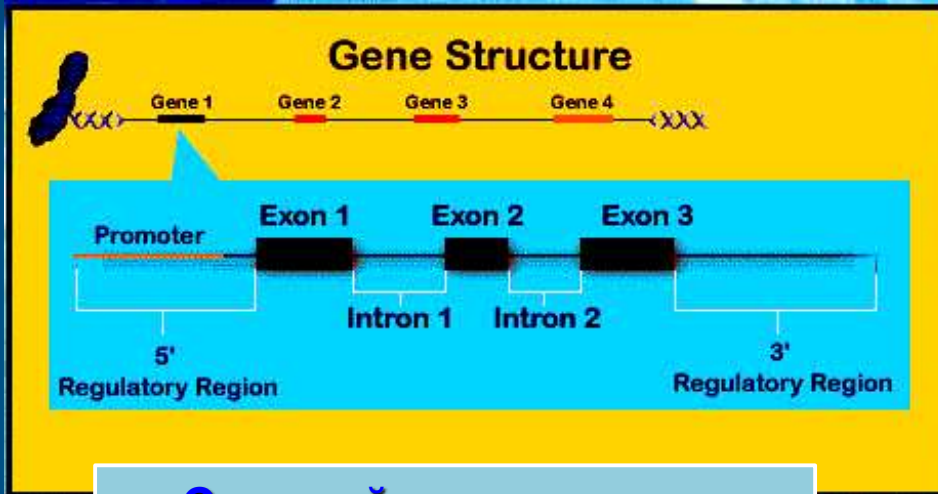 Gene Structure
Gene 1 Gene 2 Gene 3 Gene 4
Exon 1 Exon 2 Exon 3
Promoter
Intron 1 Intron 2
5' 3'
Regulatory Region Regulatory Region